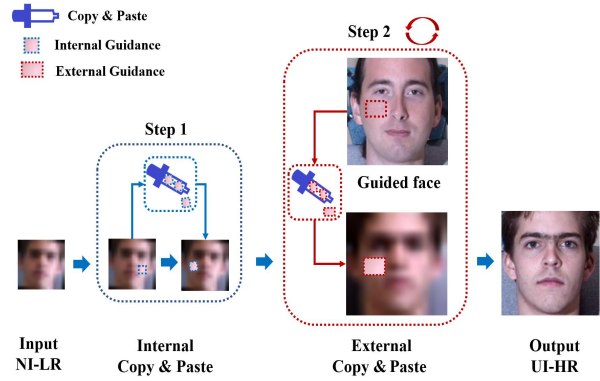 Copy & Paste
Internal Guidance
External Guidance
Step 1
Step 2
Guided face
Input
NI-LR
Internal
Copy & Paste
External
Copy & Paste
Output
UI-HR